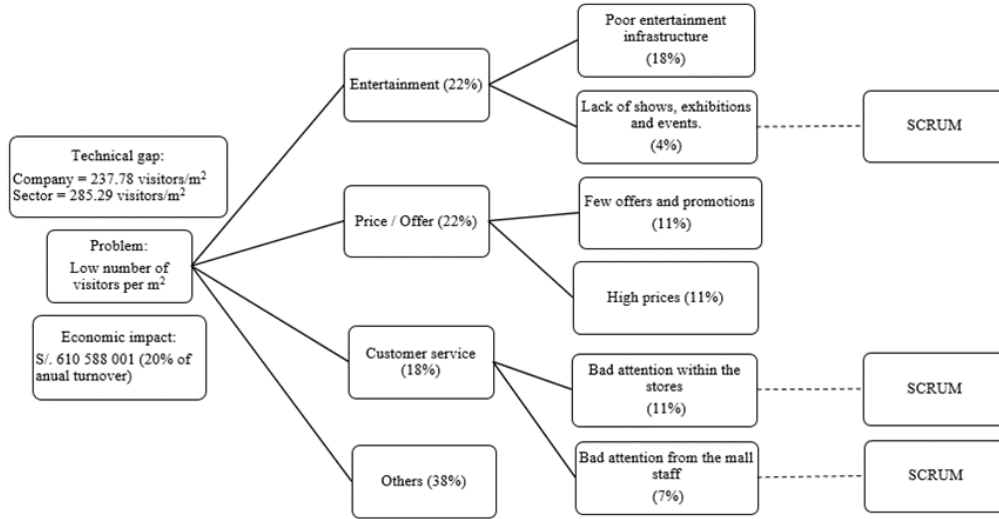 Technical gap:
Company = 237.78 visitors/m²
Sector = 285.29 visitors/m²
Problem:
Low number of
visitors per m²
Economic impact:
S/. 610 588 001 (20% of
anual turnover)
Entertainment (22%)
Price / Offer (22%)
Customer service
(18%)
Others (38%)
Poor entertainment
infrastructure
(18%)
Lack of shows, exhibitions
and events.
(4%)
Few offers and promotions
(11%)
High prices (11%)
Bad attention within the
stores
(11%)
Bad attention from the mall
staff
(7%)
SCRUM
SCRUM
SCRUM